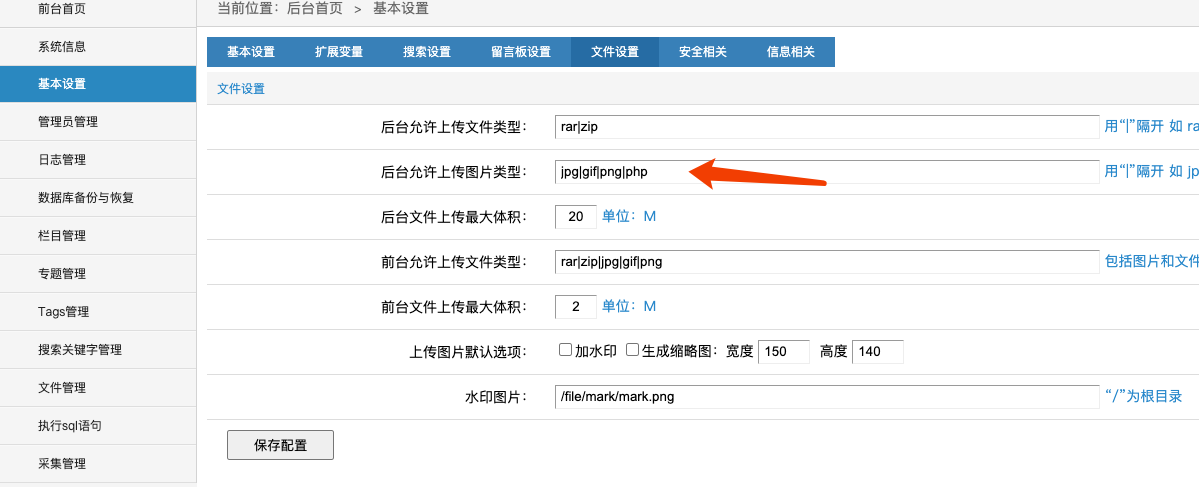 前台首页
系统信息
基本设置
管理员管理
日志管理
数据库备份与恢复
栏目管理
专题管理
Tags管理
搜索关键字管理
文件管理
执行sql语句
采集管理
当前位置：后台首页 > 基本设置
基本设置 扩展变量 搜索设置 留言板设置 文件设置 安全相关 信息相关
文件设置
后台允许上传文件类型： rar|zip 用“|”隔开 如 ra
后台允许上传图片类型： jpg|gif|png|php 用“|”隔开 如 jp
后台文件上传最大体积： 20 单位：M
前台允许上传文件类型： rar|zip|jpg|gif|png 包括图片和文件
前台文件上传最大体积： 2 单位：M
上传图片默认选项： 加水印 生成缩略图：宽度 150 高度 140
水印图片： /file/mark/mark.png “/”为根目录
保存配置